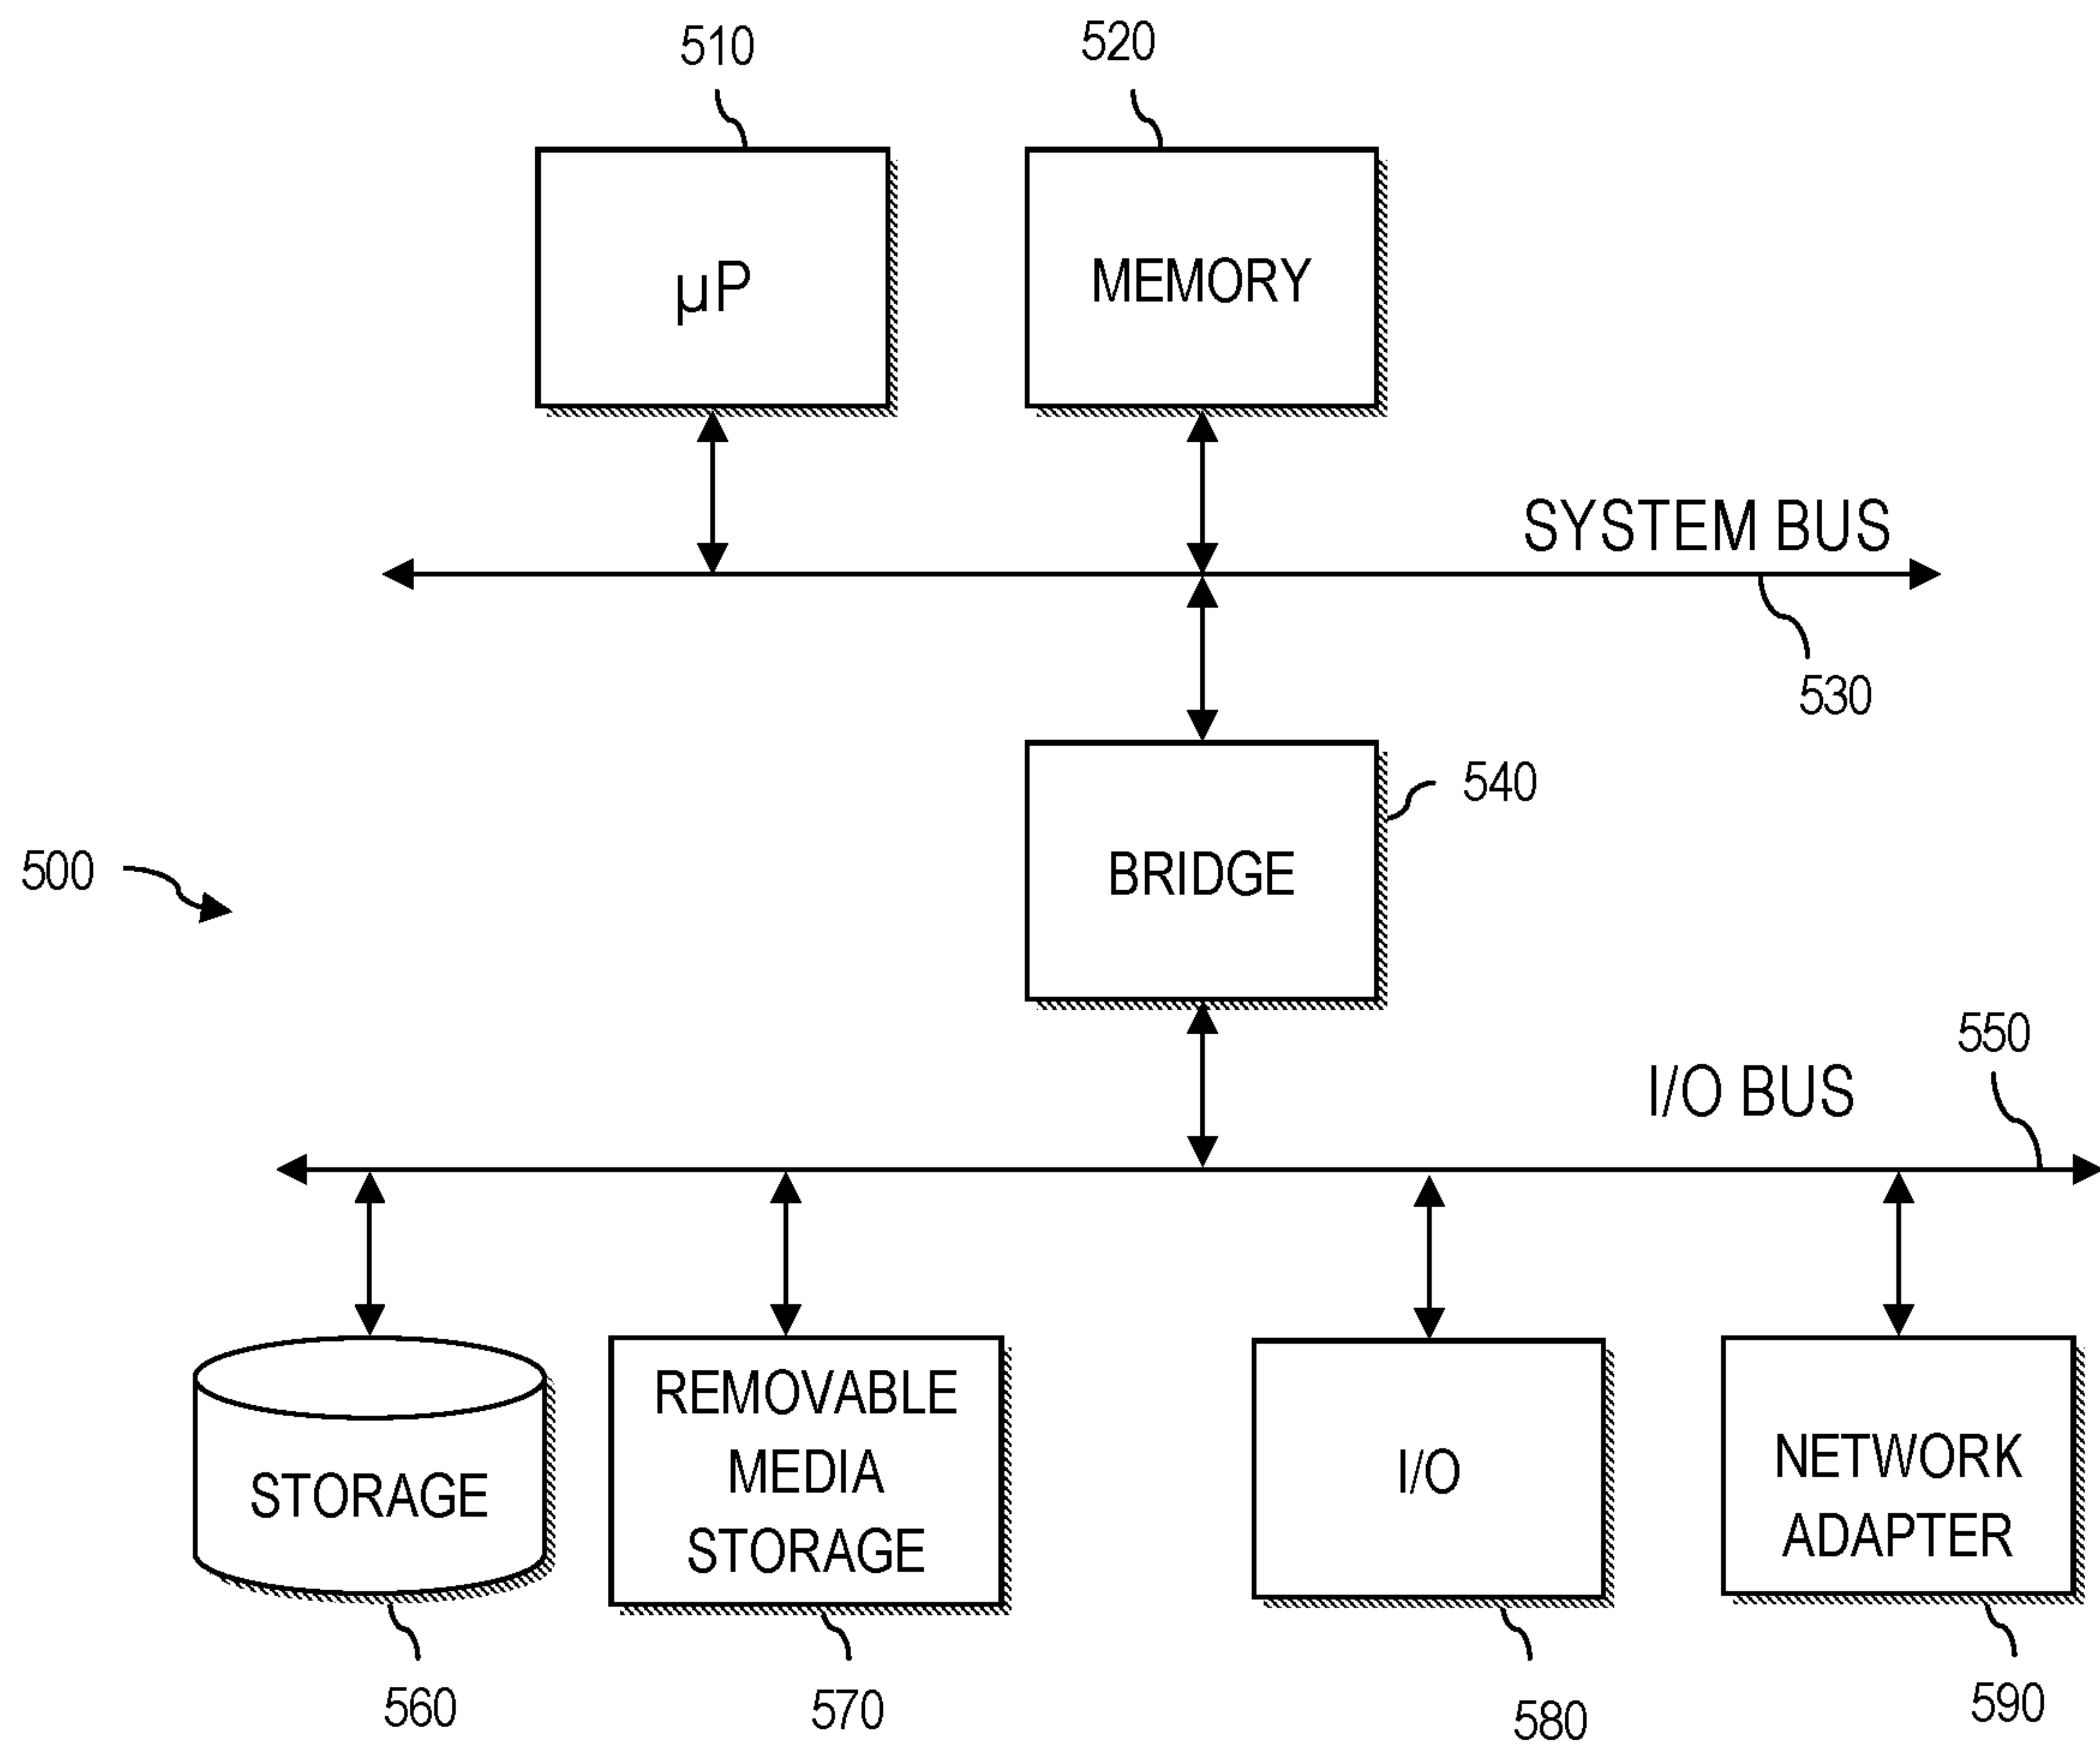 510
520
µP
MEMORY
SYSTEM BUS
530
540
BRIDGE
500
550
I/O BUS
STORAGE
REMOVABLE
MEDIA
STORAGE
I/O
NETWORK
ADAPTER
560
570
580
590